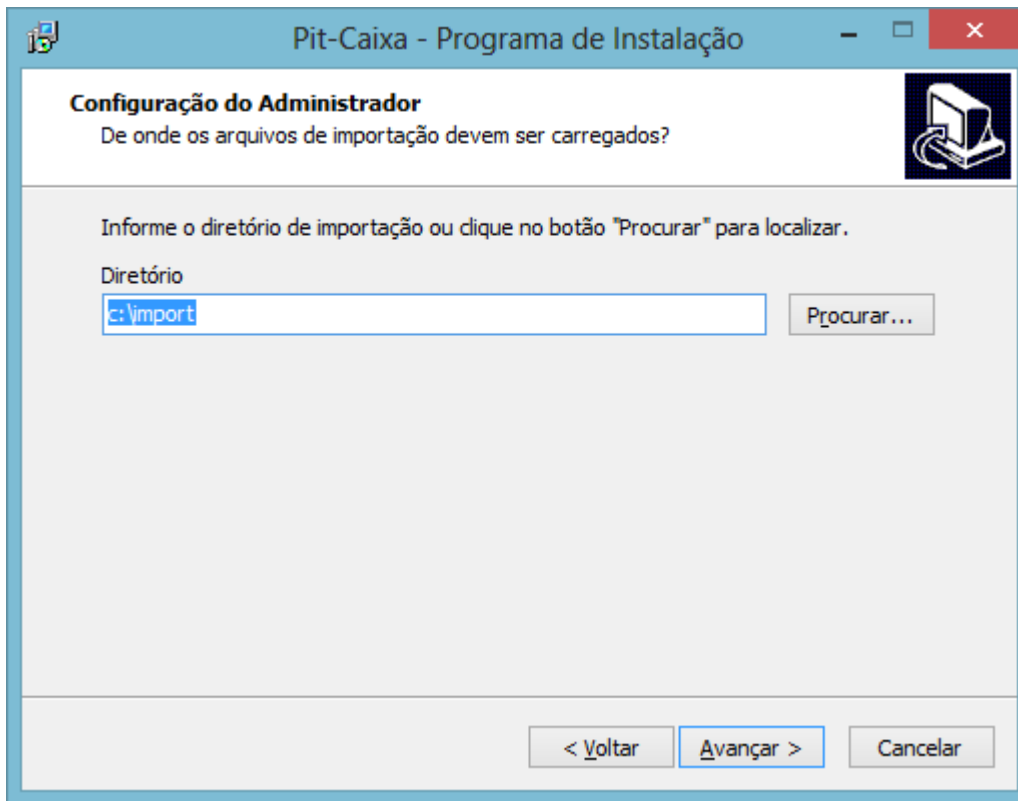 Pit-Caixa - Programa de Instalação
Configuração do Administrador
De onde os arquivos de importação devem ser carregados?
Informe o diretório de importação ou clique no botão "Procurar" para localizar.
Diretório
c:\import
Procurar...
< Voltar
Avançar >
Cancelar